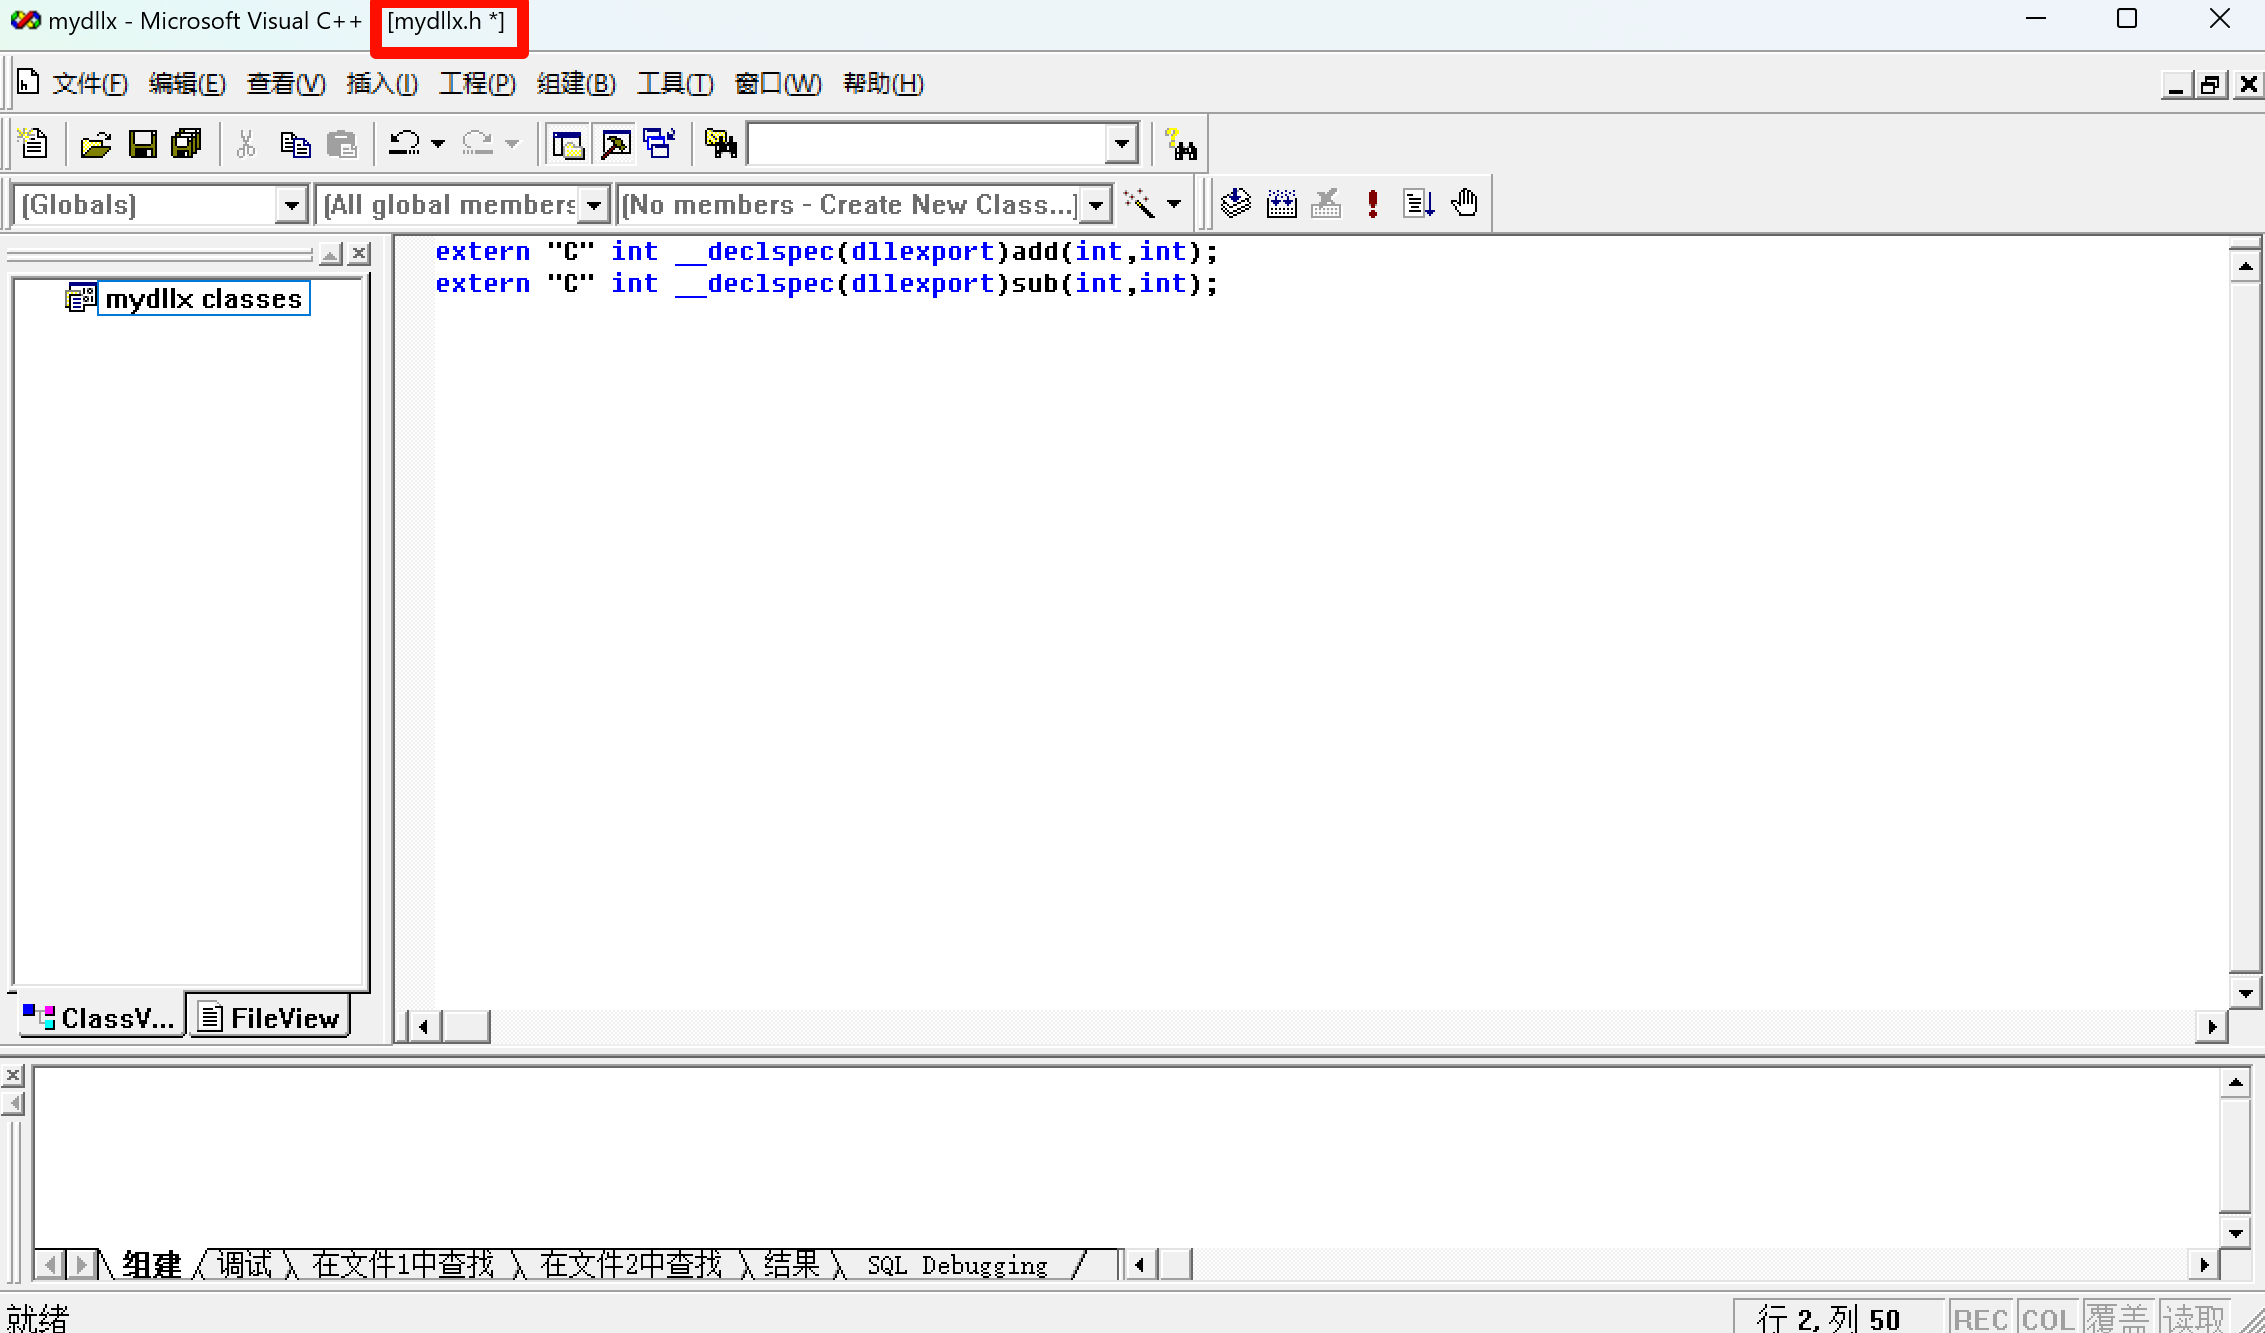 mydllx - Microsoft Visual C++ [mydllx.h *]
文件(F) 编辑(E) 查看(V) 插入(I) 工程(P) 组建(B) 工具(T) 窗口(W) 帮助(H)
(Globals) (All global members (No members - Create New Class...)
extern "C" int __declspec(dllexport)add(int,int);
extern "C" int __declspec(dllexport)sub(int,int);
mydllx classes
ClassV... FileView
组建 调试 在文件1中查找 在文件2中查找 结果 SQL Debugging
就绪 行 2, 列 50 REC COL 覆盖 读取